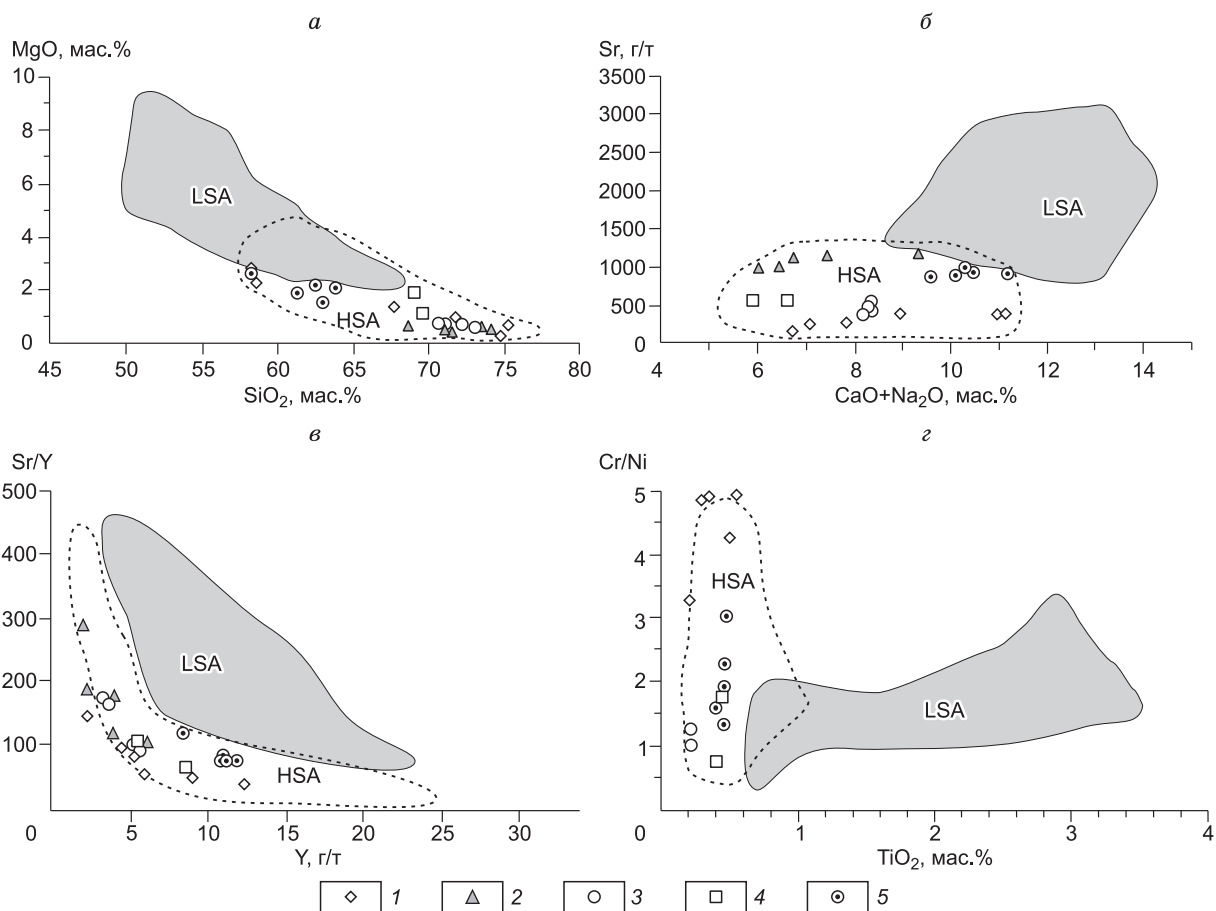 а
MgO, мас.%
10
8
6
4
2
0
LSA
HSA
45 50 55 60 65 70 75 80
SiO₂, мас.%
б
Sr, г/т
3500
3000
2500
2000
1500
1000
500
0
LSA
HSA
4 6 8 10 12 14
CaO+Na₂O, мас.%
в
Sr/Y
500
400
300
200
100
0
LSA
HSA
5 10 15 20 25 30
Y, г/т
г
Cr/Ni
5
4
3
2
1
0
HSA
LSA
1 2 3 4
TiO₂, мас.%
1 2 3 4 5